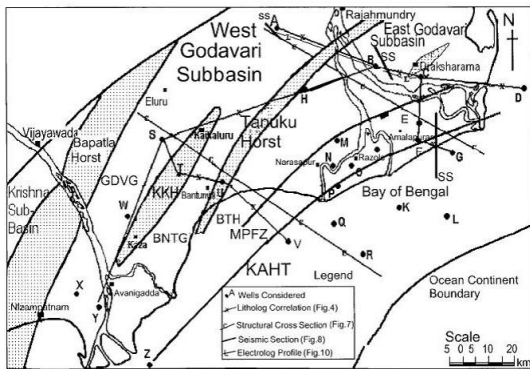 West
Godavari
Subbasin
SS
A
Rajahmundry
East Godavari
Subbasin
SS
B
Draksharama
N
D
H
Eluru
Tanuku
Horst
Kaikaluru
S
T
U
Vijayawada
Bapatla
Horst
Krishna
Sub-
Basin
GDVG
KKH
W
Kaza
BNTG
BTH
MPFZ
KAHT
M
N
O
P
Narasapur
Razole
Amalapuram
E
F
G
SS
Bay of Bengal
K
L
Q
R
V
X
Y
Z
Avanigadda
Nizampatnam
Ocean Continent
Boundary
Legend
A Wells Considered
Litholog Correlation (Fig.4)
Structural Cross Section (Fig.7)
Seismic Section (Fig.8)
Electrolog Profile (Fig.10)
Scale
10 0 20
km